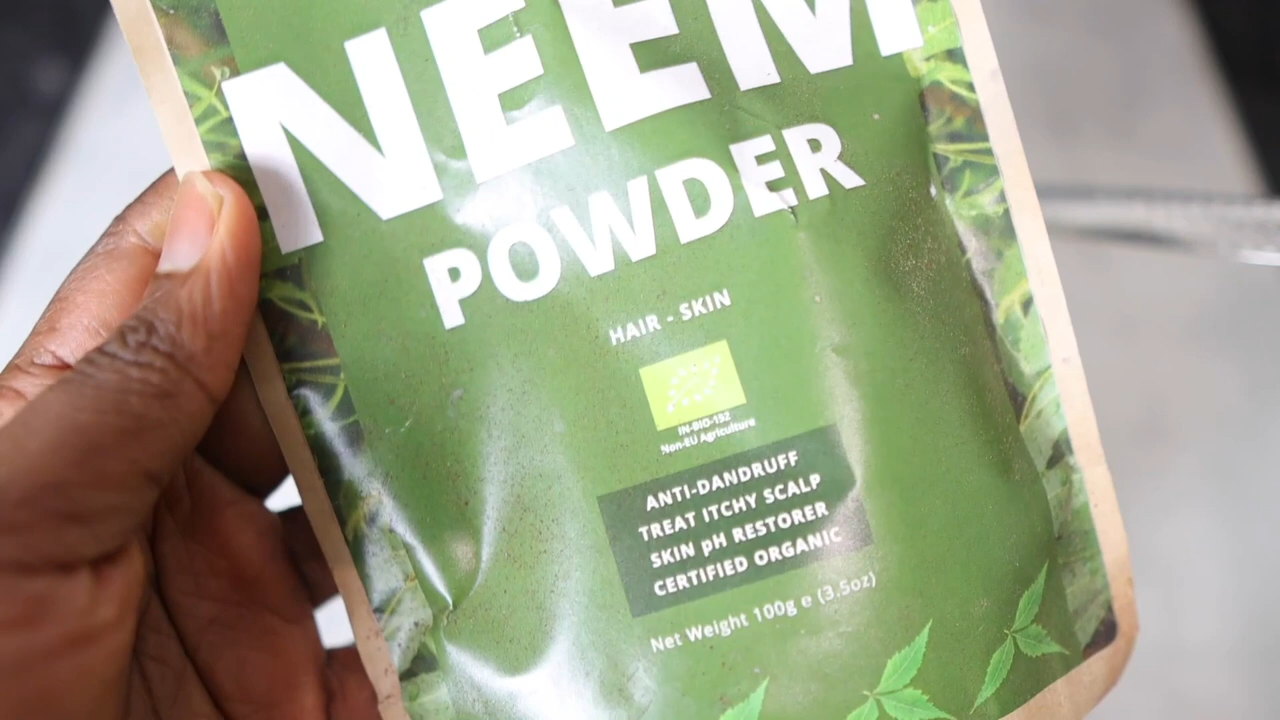 NEEM
POWDER
HAIR - SKIN
IN-BIO-152
Non-EU Agriculture
ANTI-DANDRUFF
TREAT ITCHY SCALP
SKIN pH RESTORER
CERTIFIED ORGANIC
Net Weight 100g e (3.5oz)